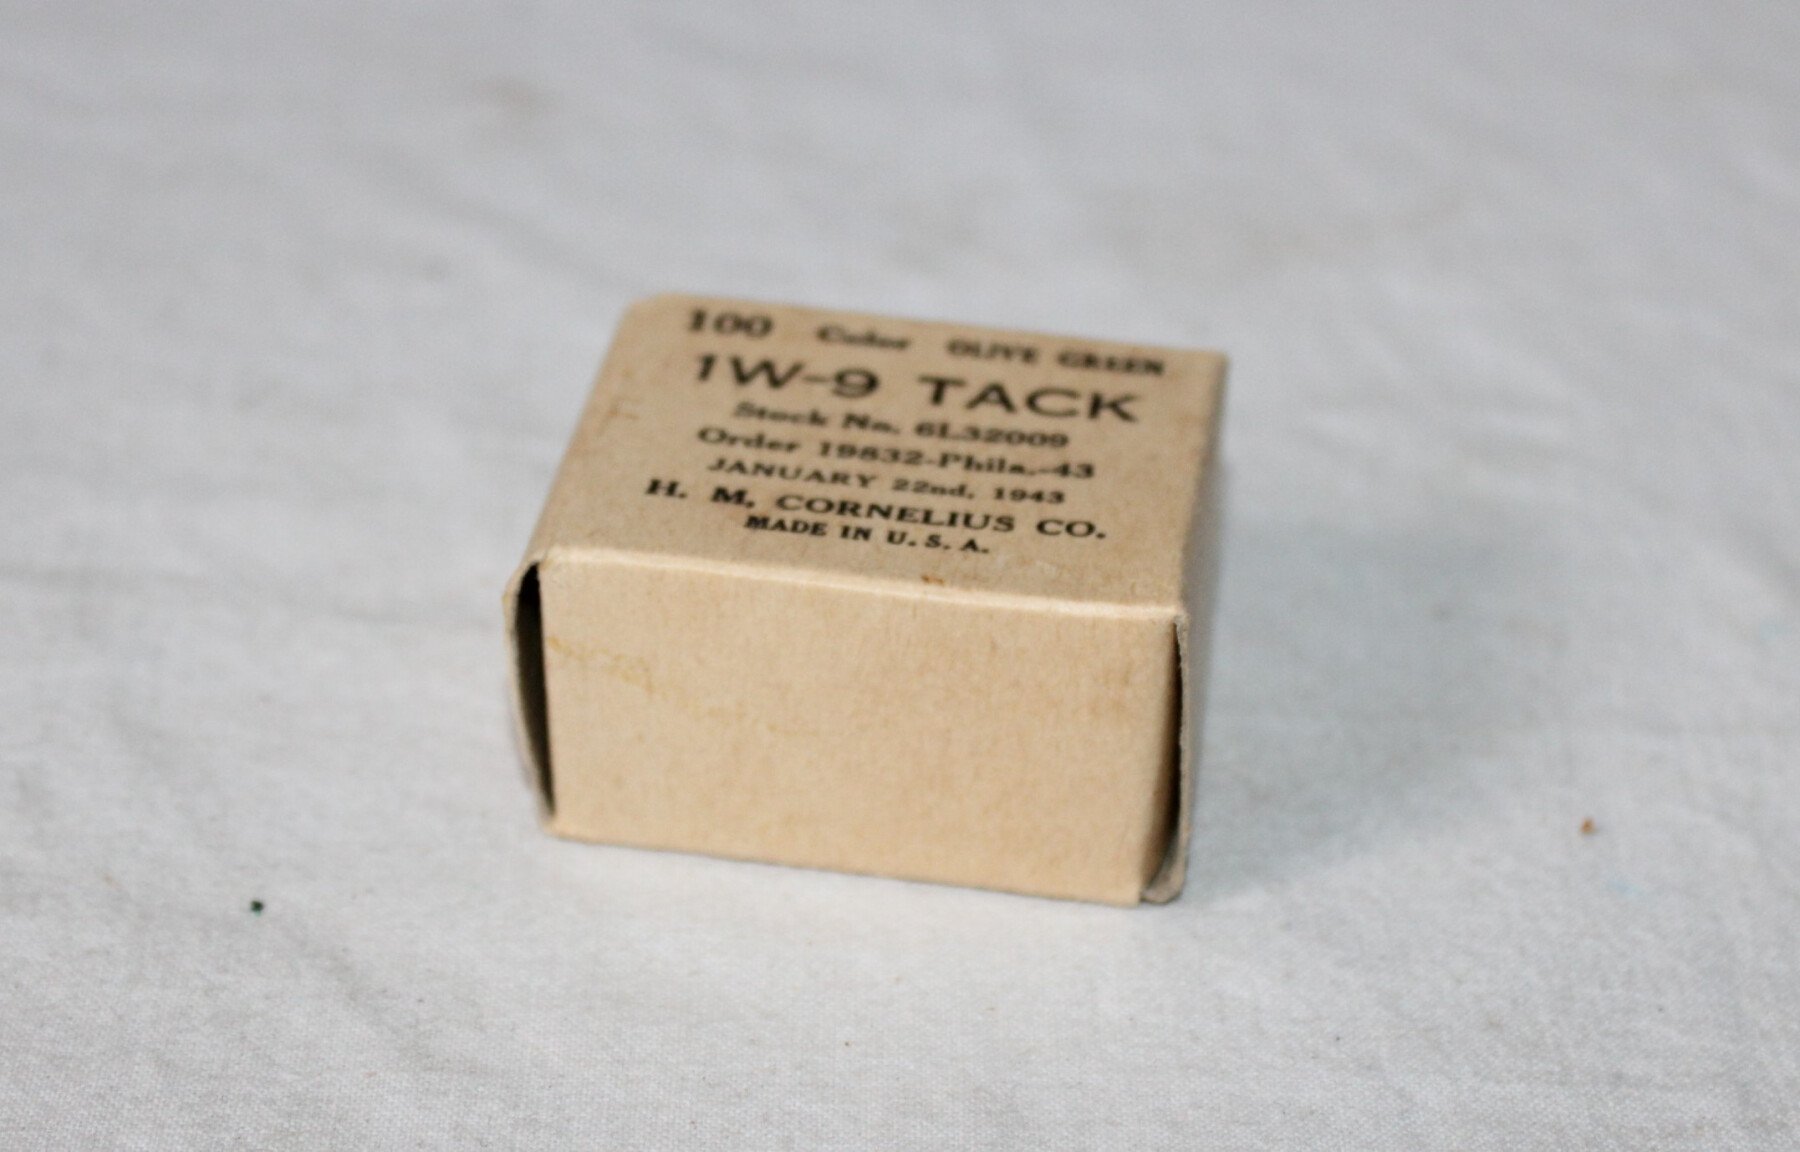 100 Color OLIVE GREEN
1W-9 TACK
Stock No. 6L32009
Order 19832-Phila.-43
JANUARY 22nd, 1943
H. M. CORNELIUS CO.
MADE IN U. S. A.